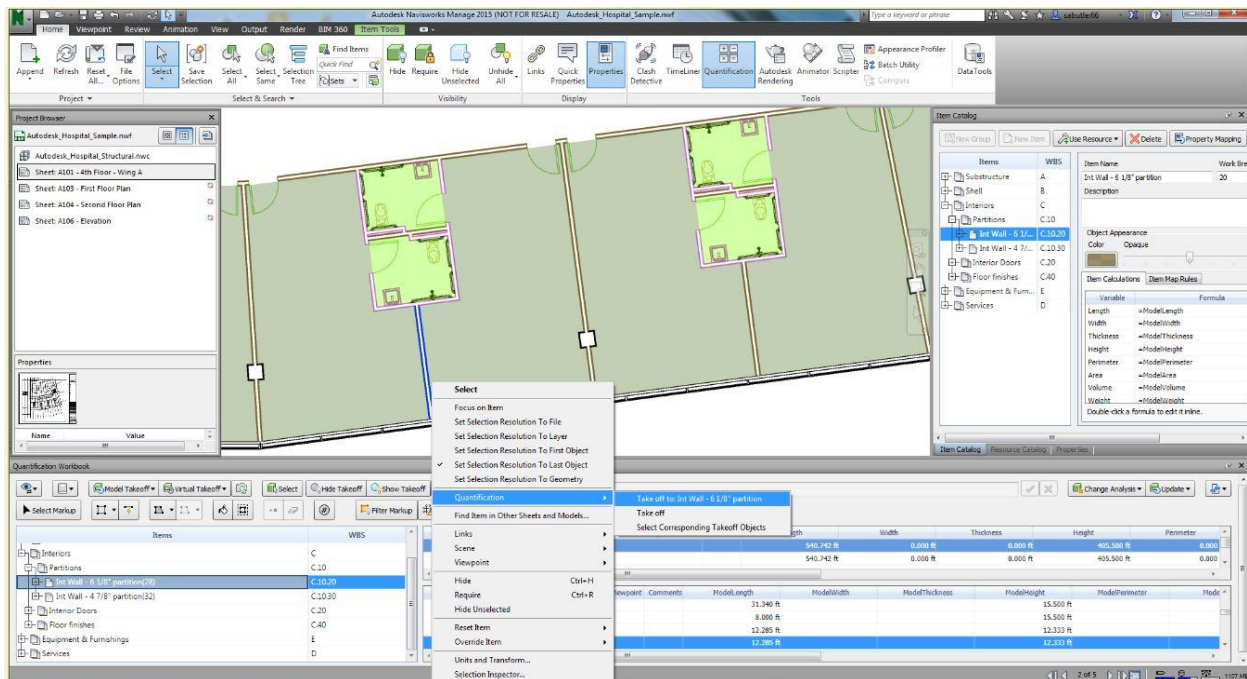 Autodesk Navisworks Manage 2015 (NOT FOR RESALE) Autodesk_Hospital_Sample.nwf
Type a keyword or phrase
sabutler66
Home Viewpoint Review Animation View Output Render BIM 360 Item Tools
Append Refresh Reset All... File Options Select Save Selection Select All Select Same Selection Tree
Find Items
Quick Find
Sets
Hide Require Hide Unselected Unhide All Links Quick Properties Properties Clash Detective TimeLiner Quantification Autodesk Rendering Animator Scripter
Appearance Profiler
Batch Utility
Compare
DataTools
Project Select & Search Visibility Display Tools
Project Browser
Autodesk_Hospital_Sample.nwf
Autodesk_Hospital_Structural.nwc
Sheet: A101 - 4th Floor - Wing A
Sheet: A103 - First Floor Plan
Sheet: A104 - Second Floor Plan
Sheet: A106 - Elevation
Properties
Name Value
Item Catalog
New Group New Item Use Resource Delete Property Mapping
Items WBS
Substructure A
Shell B
Interiors C
Partitions C.10
Int Wall - 6 1/... C.10.20
Int Wall - 4 7/... C.10.30
Interior Doors C.20
Floor finishes C.40
Equipment & Furn... E
Services D
Item Name Work Bre
Int Wall - 6 1/8" partition 20
Description
Object Appearance
Color Opaque
Item Calculations Item Map Rules
Variable Formula
Length =ModelLength
Width =ModelWidth
Thickness =ModelThickness
Height =ModelHeight
Perimeter =ModelPerimeter
Area =ModelArea
Volume =ModelVolume
Weight =ModelWeight
Double-click a formula to edit it inline.
Item Catalog Resource Catalog Properties
Select
Focus on Item
Set Selection Resolution To File
Set Selection Resolution To Layer
Set Selection Resolution To First Object
Set Selection Resolution To Last Object
Set Selection Resolution To Geometry
Quantification
Find Item in Other Sheets and Models...
Links
Scene
Viewpoint
Hide Ctrl+H
Require Ctrl+R
Hide Unselected
Reset Item
Override Item
Units and Transform...
Selection Inspector...
Take off to: Int Wall - 6 1/8" partition
Take off
Select Corresponding Takeoff Objects
Quantification Workbook
Model Takeoff Virtual Takeoff Select Hide Takeoff Show Takeoff
Change Analysis Update
Select Markup Filter Markup
Items WBS
Interiors C
Partitions C.10
Int Wall - 6 1/8" partition(28) C.10.20
Int Wall - 4 7/8" partition(32) C.10.30
Interior Doors C.20
Floor finishes C.40
Equipment & Furnishings E
Services D
gth Width Thickness Height Perimeter
540.742 ft 0.000 ft 0.000 ft 405.500 ft 0.000
540.742 ft 0.000 ft 0.000 ft 405.500 ft 0.000
iewpoint Comments ModelLength ModelWidth ModelThickness ModelHeight ModelPerimeter Mode
31.340 ft 15.500 ft
8.000 ft 15.500 ft
12.285 ft 12.333 ft
12.285 ft 12.333 ft
2 of 5
1107 MB